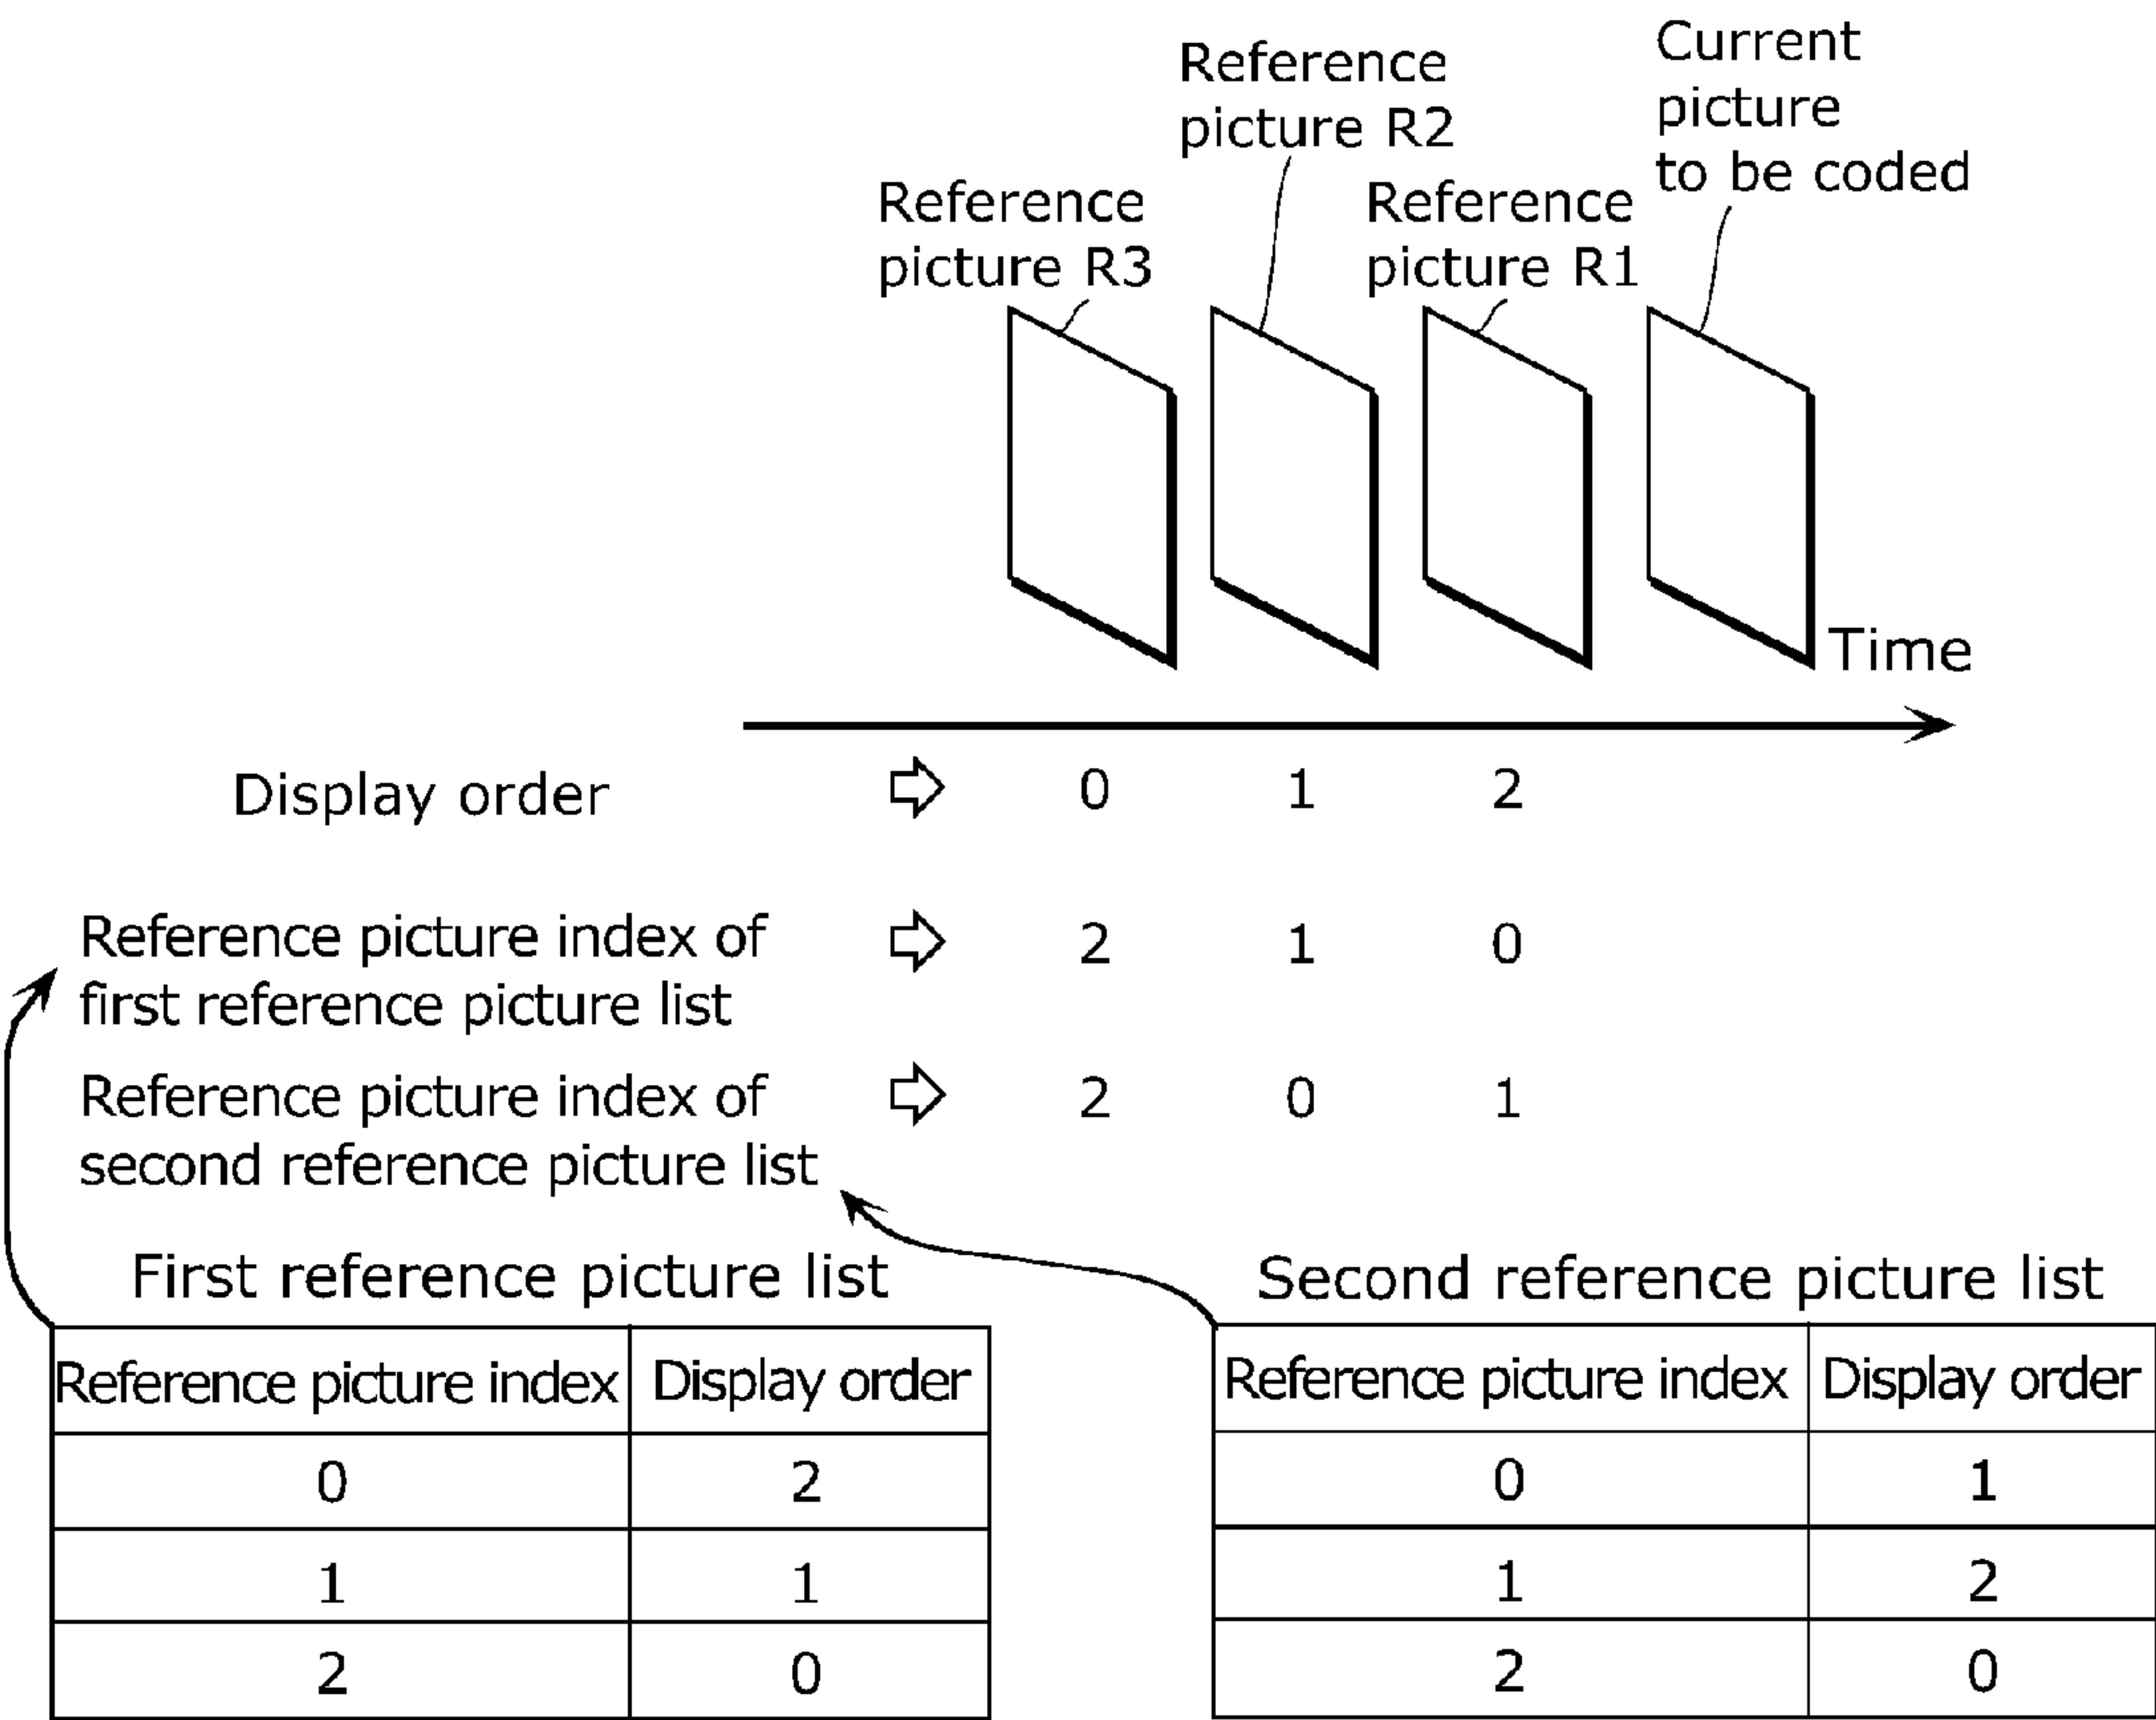 Current
picture
to be coded
Reference
picture R2
Reference
picture R3
Reference
picture R1
Time
Display order 0 1 2
Reference picture index of
first reference picture list
2 1 0
Reference picture index of
second reference picture list
2 0 1
First reference picture list
Reference picture index Display order
0 2
1 1
2 0
Second reference picture list
Reference picture index Display order
0 1
1 2
2 0